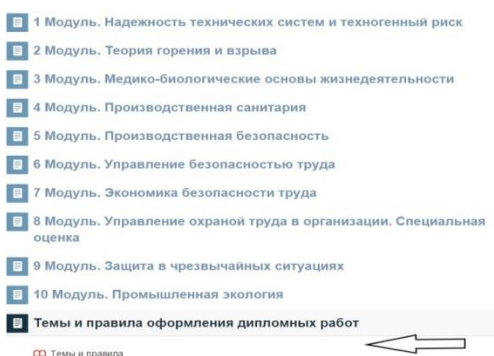 1 Модуль. Надежность технических систем и техногенный риск
2 Модуль. Теория горения и взрыва
3 Модуль. Медико-биологические основы жизнедеятельности
4 Модуль. Производственная санитария
5 Модуль. Производственная безопасность
6 Модуль. Управление безопасностью труда
7 Модуль. Экономика безопасности труда
8 Модуль. Управление охраной труда в организации. Специальная
оценка
9 Модуль. Защита в чрезвычайных ситуациях
10 Модуль. Промышленная экология
Темы и правила оформления дипломных работ
Темы и правила